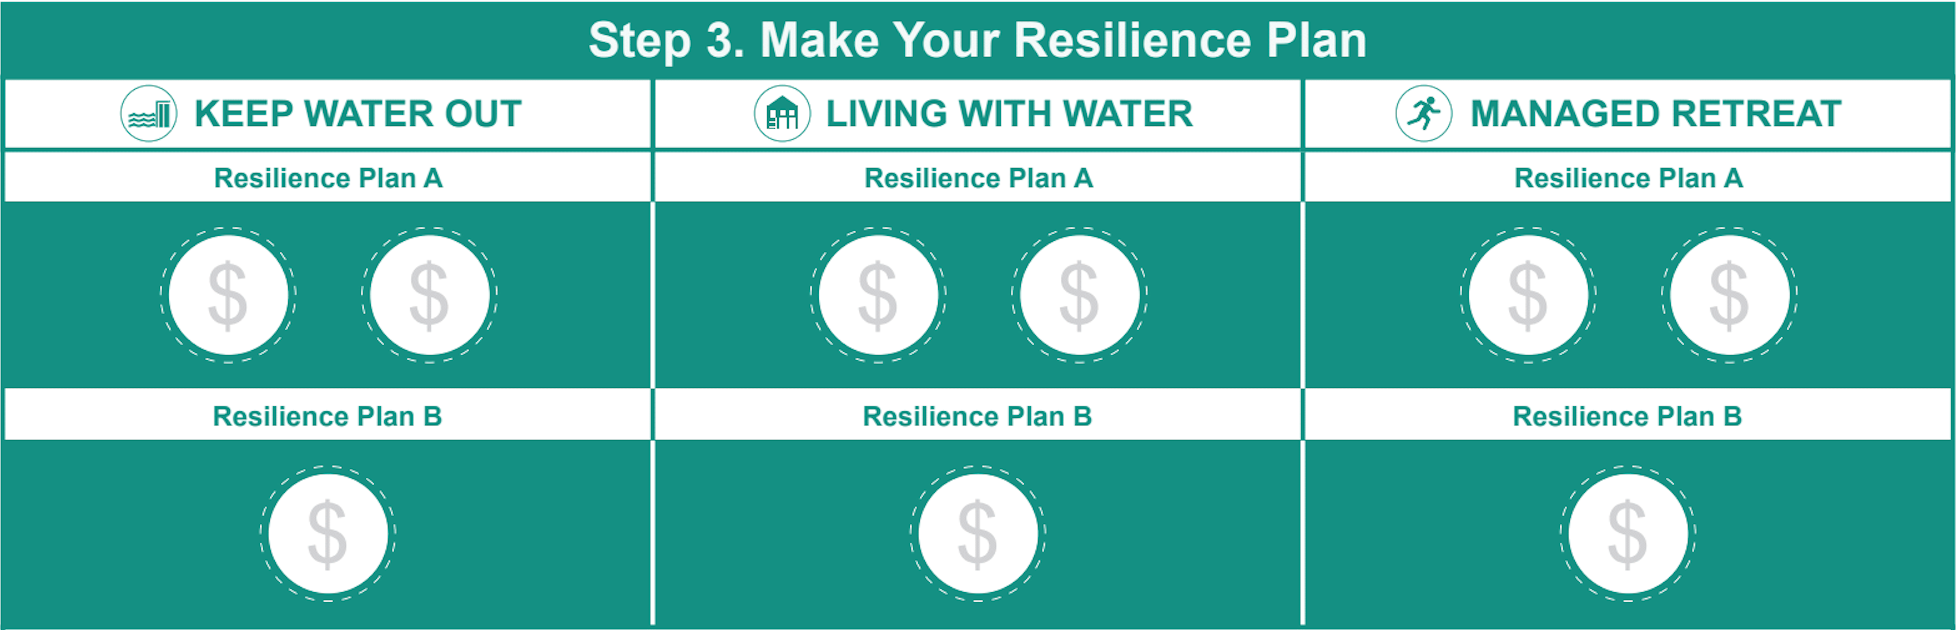 Step 3. Make Your Resilience Plan
KEEP WATER OUT
LIVING WITH WATER
MANAGED RETREAT
Resilience Plan A
Resilience Plan A
Resilience Plan A
$ $
$ $
$ $
Resilience Plan B
Resilience Plan B
Resilience Plan B
$
$
$